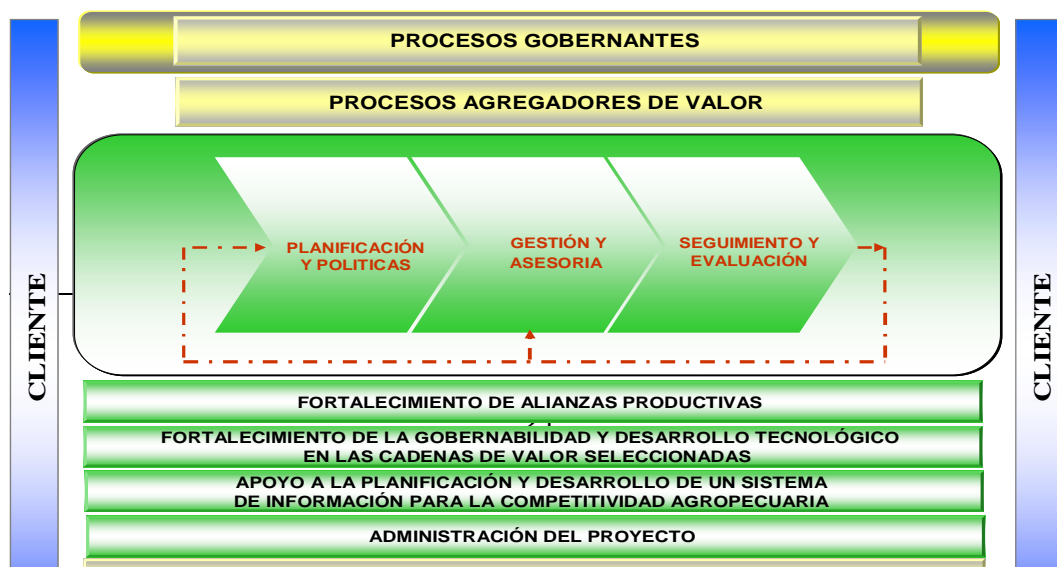 PROCESOS GOBERNANTES
PROCESOS AGREGADORES DE VALOR
CLIENTE
PLANIFICACIÓN
Y POLITICAS
GESTIÓN Y
ASESORIA
SEGUIMIENTO Y
EVALUACIÓN
CLIENTE
FORTALECIMIENTO DE ALIANZAS PRODUCTIVAS
FORTALECIMIENTO DE LA GOBERNABILIDAD Y DESARROLLO TECNOLÓGICO
EN LAS CADENAS DE VALOR SELECCIONADAS
APOYO A LA PLANIFICACIÓN Y DESARROLLO DE UN SISTEMA
DE INFORMACIÓN PARA LA COMPETITIVIDAD AGROPECUARIA
ADMINISTRACIÓN DEL PROYECTO